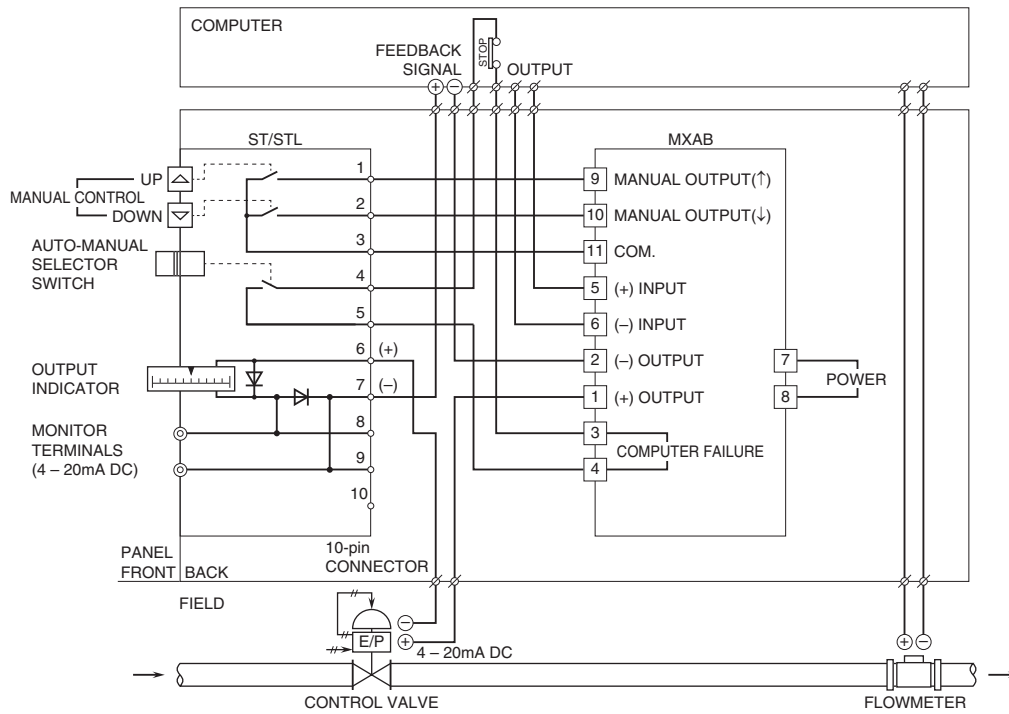 COMPUTER
FEEDBACK
SIGNAL
STOP
OUTPUT
+
–
ST/STL
MXAB
UP
MANUAL CONTROL
DOWN
AUTO-MANUAL
SELECTOR
SWITCH
OUTPUT
INDICATOR
MONITOR
TERMINALS
(4 – 20mA DC)
1
2
3
4
5
6 (+)
7 (–)
8
9
10
10-pin
CONNECTOR
9 MANUAL OUTPUT(↑)
10 MANUAL OUTPUT(↓)
11 COM.
5 (+) INPUT
6 (–) INPUT
2 (–) OUTPUT
1 (+) OUTPUT
3
COMPUTER FAILURE
4
7
POWER
8
PANEL
FRONT BACK
FIELD
–
E/P
+
4 – 20mA DC
+ –
CONTROL VALVE
FLOWMETER